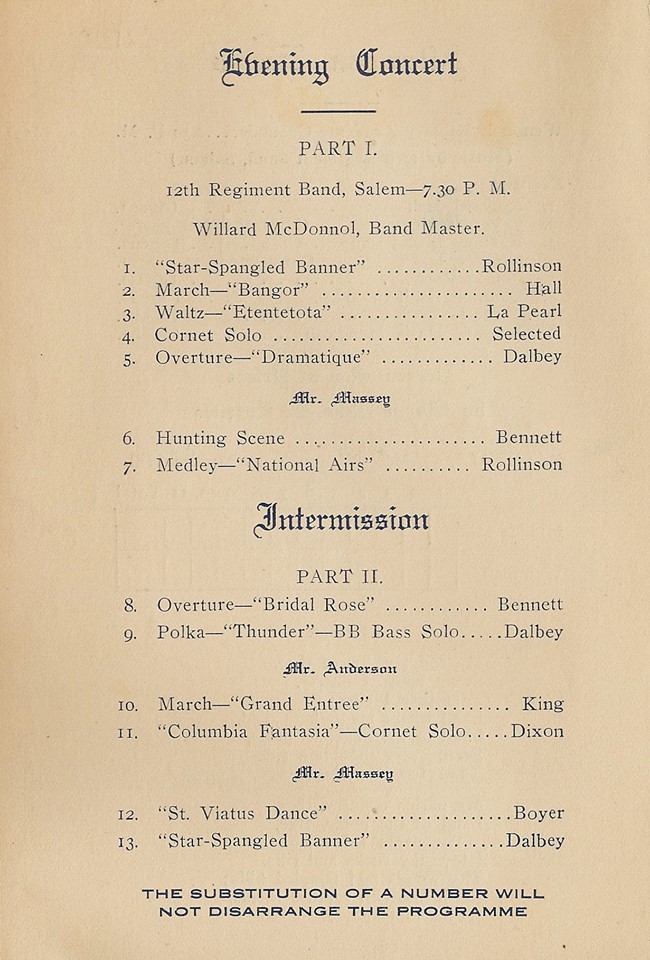 Evening Concert
PART I.
12th Regiment Band, Salem—7.30 P. M.
Willard McDonnol, Band Master.
1. "Star-Spangled Banner" ............Rollinson
2. March—"Bangor" ...................... Hall
3. Waltz—"Etentetota" ................ La Pearl
4. Cornet Solo ........................ Selected
5. Overture—"Dramatique" ............. Dalbey
Mr. Massey
6. Hunting Scene ...................... Bennett
7. Medley—"National Airs" .......... Rollinson
Intermission
PART II.
8. Overture—"Bridal Rose" ............ Bennett
9. Polka—"Thunder"—BB Bass Solo.....Dalbey
Mr. Anderson
10. March—"Grand Entree" ............... King
11. "Columbia Fantasia"—Cornet Solo.....Dixon
Mr. Massey
12. "St. Viatus Dance" ....................Boyer
13. "Star-Spangled Banner" ..............Dalbey
THE SUBSTITUTION OF A NUMBER WILL
NOT DISARRANGE THE PROGRAMME